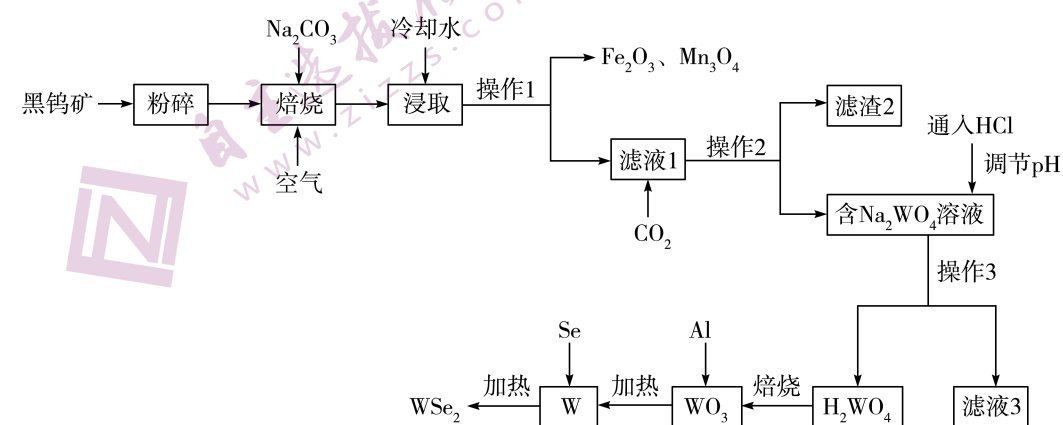 Na₂CO₃ 冷却水
黑钨矿 粉碎 焙烧 浸取 操作1 Fe₂O₃、Mn₃O₄
空气
滤液1 操作2 滤渣2
CO₂
通入HCl
调节pH
含Na₂WO₄溶液
操作3
Se Al
WSe₂ 加热 W 加热 WO₃ 焙烧 H₂WO₄ 滤液3
www.zizzs.com